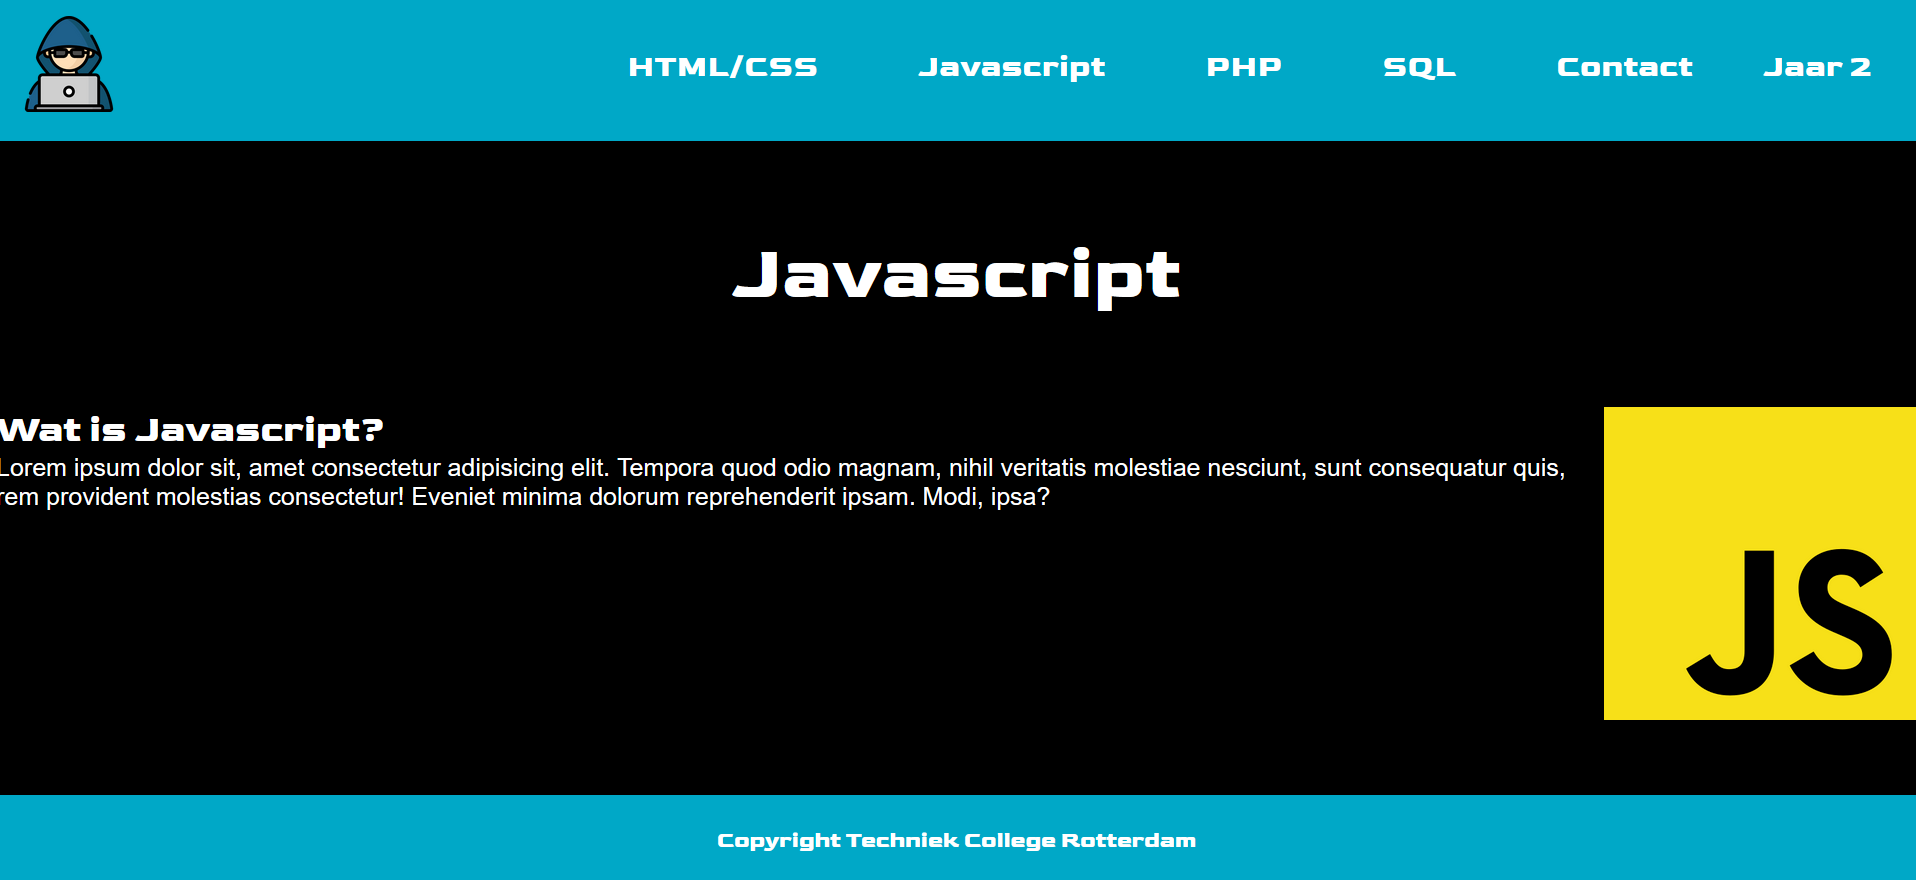 HTML/CSS Javascript PHP SQL Contact Jaar 2
Javascript
Wat is Javascript?
Lorem ipsum dolor sit, amet consectetur adipisicing elit. Tempora quod odio magnam, nihil veritatis molestiae nesciunt, sunt consequatur quis,
rem provident molestias consectetur! Eveniet minima dolorum reprehenderit ipsam. Modi, ipsa?
JS
Copyright Techniek College Rotterdam